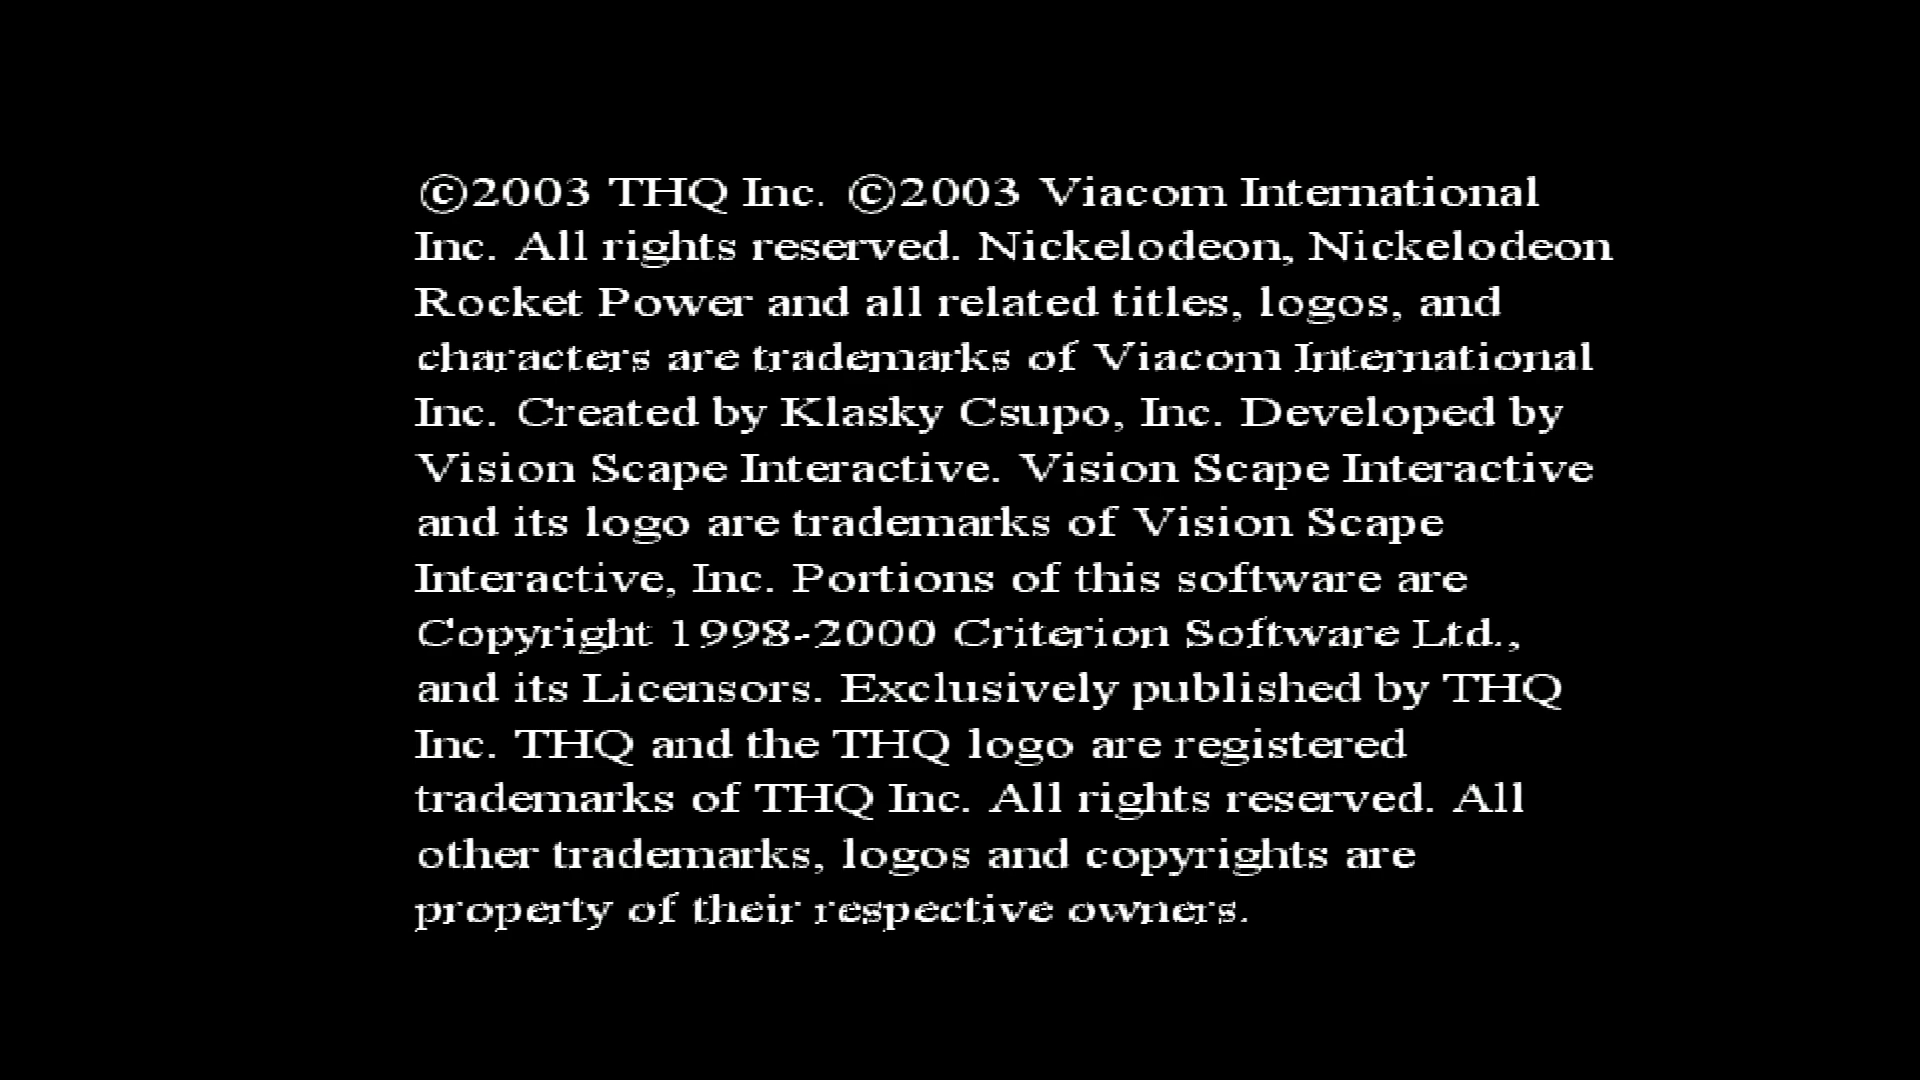 ©2003 THQ Inc. ©2003 Viacom International
Inc. All rights reserved. Nickelodeon, Nickelodeon
Rocket Power and all related titles, logos, and
characters are trademarks of Viacom International
Inc. Created by Klasky Csupo, Inc. Developed by
Vision Scape Interactive. Vision Scape Interactive
and its logo are trademarks of Vision Scape
Interactive, Inc. Portions of this software are
Copyright 1998-2000 Criterion Software Ltd.,
and its Licensors. Exclusively published by THQ
Inc. THQ and the THQ logo are registered
trademarks of THQ Inc. All rights reserved. All
other trademarks, logos and copyrights are
property of their respective owners.